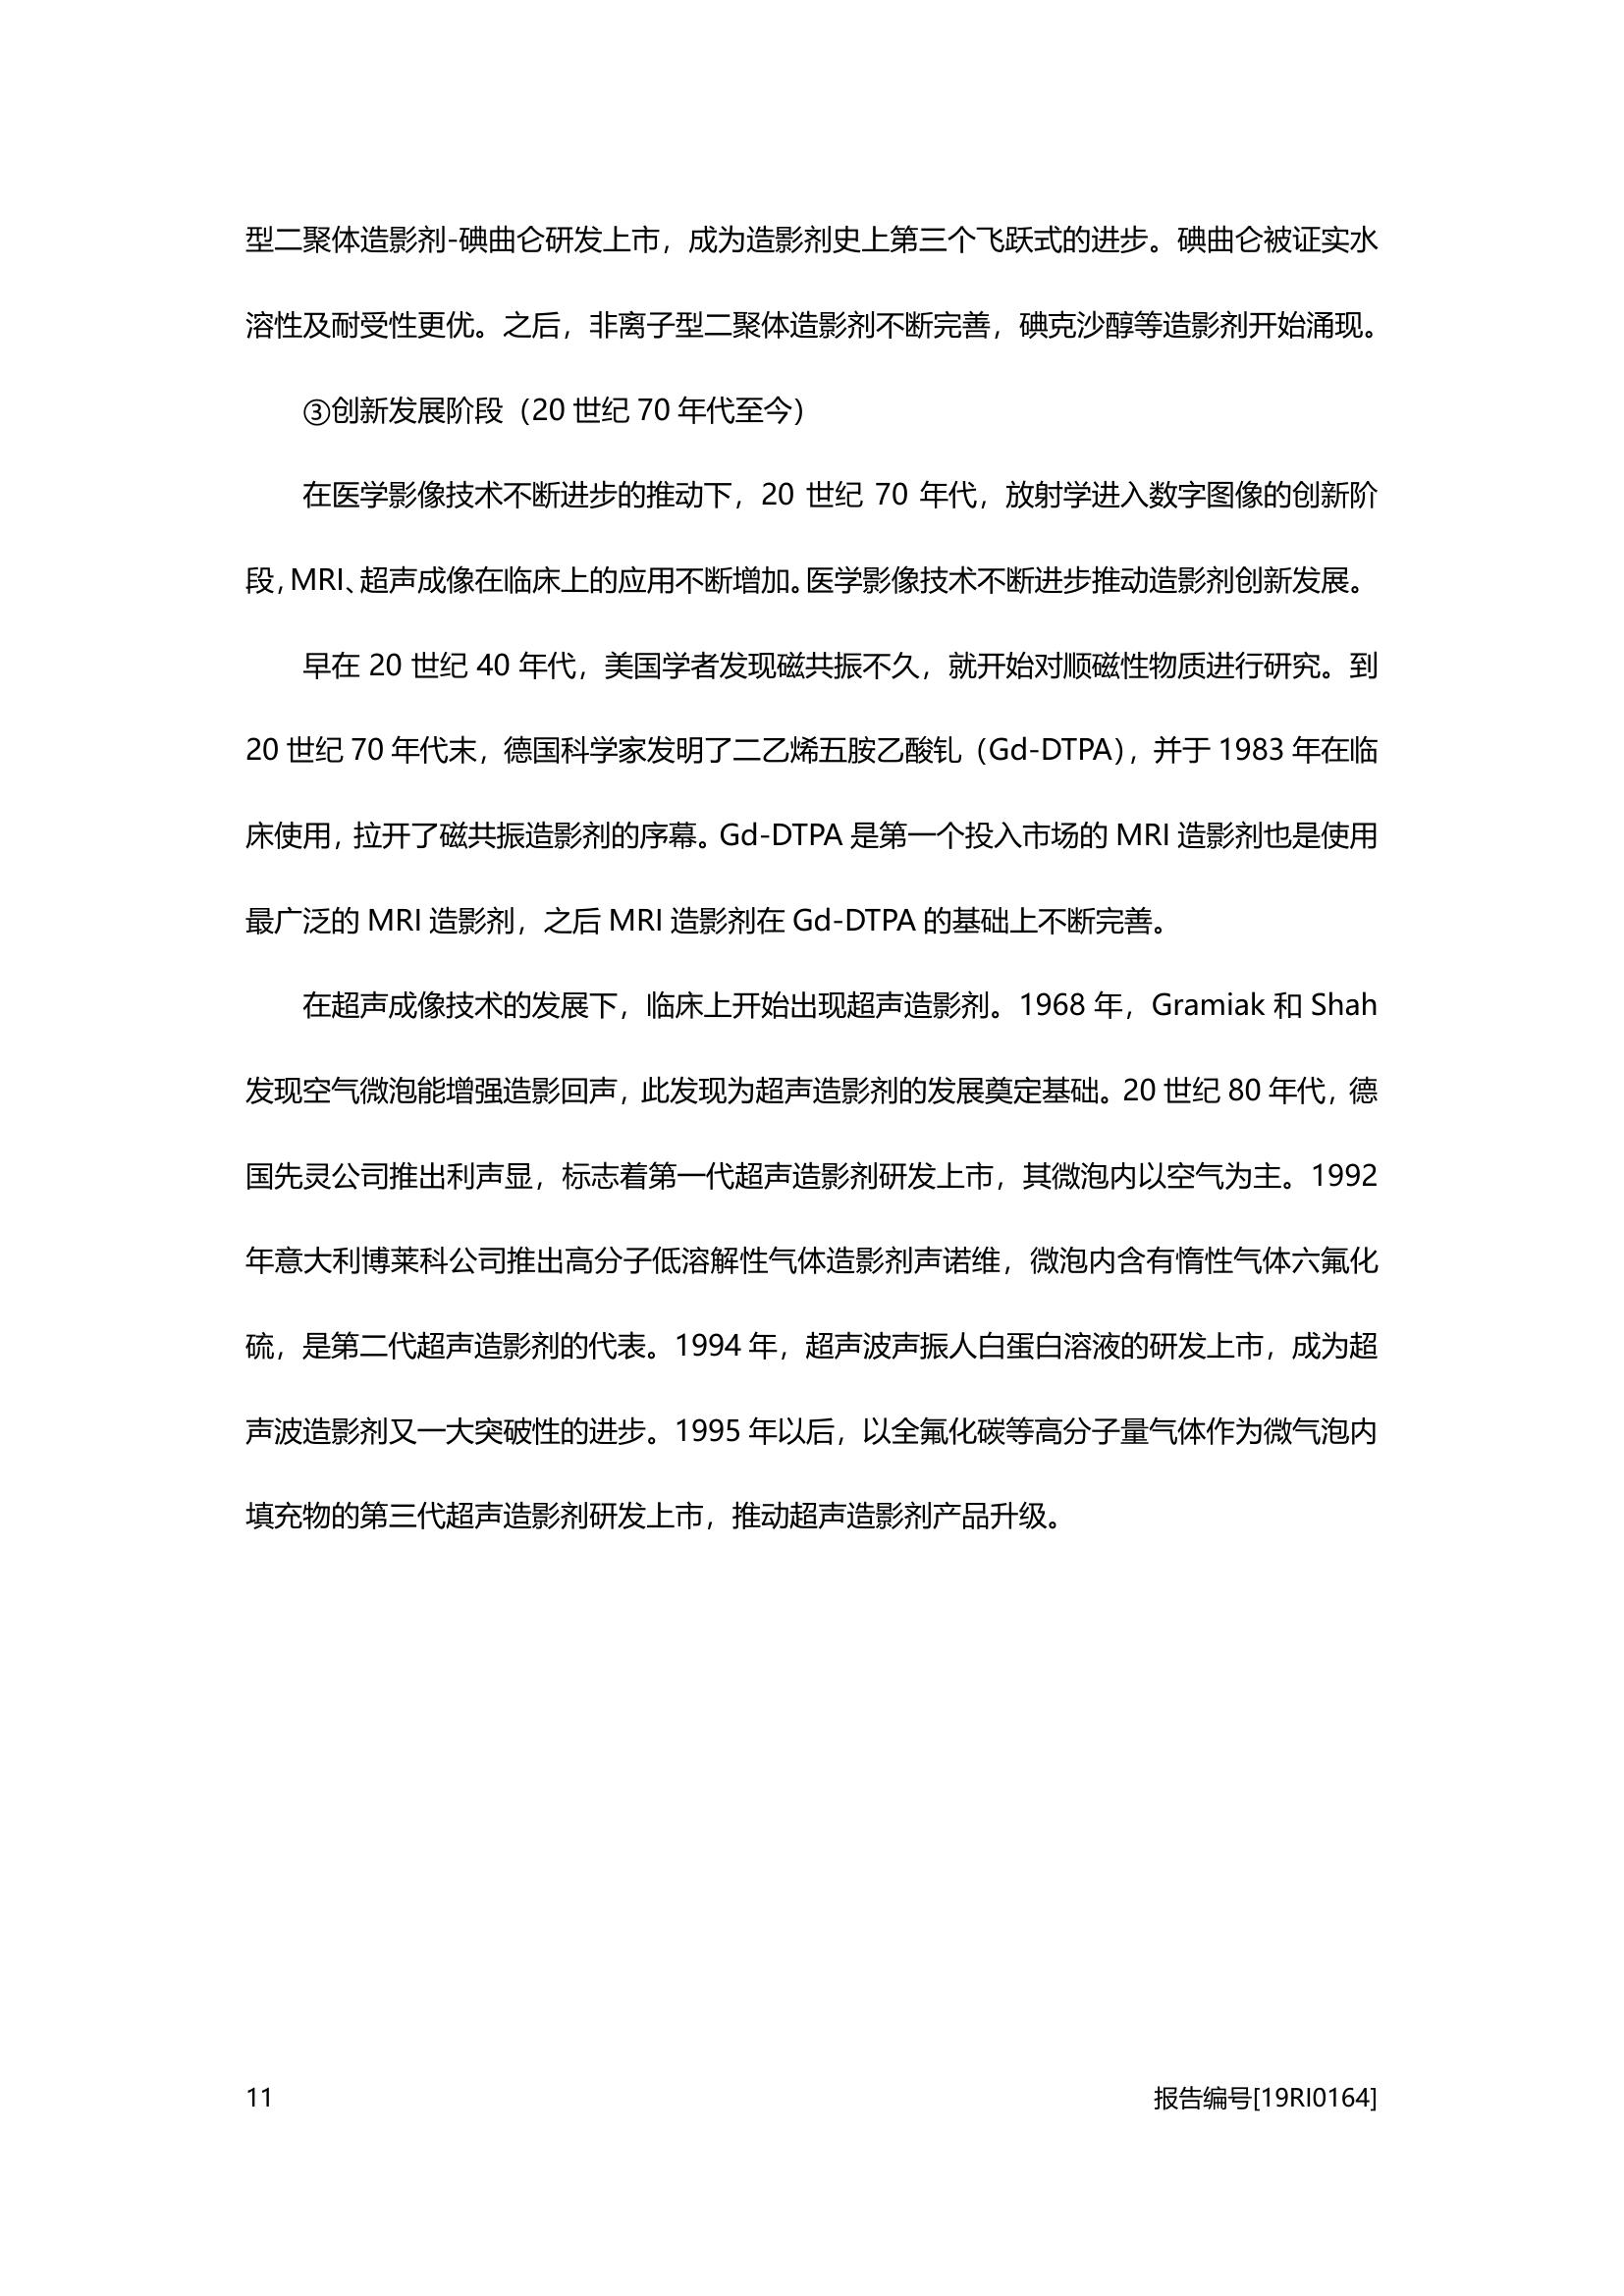 型二聚体造影剂-碘曲仑研发上市，成为造影剂史上第三个飞跃式的进步。碘曲仑被证实水
溶性及耐受性更优。之后，非离子型二聚体造影剂不断完善，碘克沙醇等造影剂开始涌现。
③创新发展阶段（20 世纪 70 年代至今）
在医学影像技术不断进步的推动下，20 世纪 70 年代，放射学进入数字图像的创新阶
段，MRI、超声成像在临床上的应用不断增加。医学影像技术不断进步推动造影剂创新发展。
早在 20 世纪 40 年代，美国学者发现磁共振不久，就开始对顺磁性物质进行研究。到
20 世纪 70 年代末，德国科学家发明了二乙烯五胺乙酸钆（Gd-DTPA），并于 1983 年在临
床使用，拉开了磁共振造影剂的序幕。Gd-DTPA 是第一个投入市场的 MRI 造影剂也是使用
最广泛的 MRI 造影剂，之后 MRI 造影剂在 Gd-DTPA 的基础上不断完善。
在超声成像技术的发展下，临床上开始出现超声造影剂。1968 年，Gramiak 和 Shah
发现空气微泡能增强造影回声，此发现为超声造影剂的发展奠定基础。20 世纪 80 年代，德
国先灵公司推出利声显，标志着第一代超声造影剂研发上市，其微泡内以空气为主。1992
年意大利博莱科公司推出高分子低溶解性气体造影剂声诺维，微泡内含有惰性气体六氟化
硫，是第二代超声造影剂的代表。1994 年，超声波声振人白蛋白溶液的研发上市，成为超
声波造影剂又一大突破性的进步。1995 年以后，以全氟化碳等高分子量气体作为微气泡内
填充物的第三代超声造影剂研发上市，推动超声造影剂产品升级。
11 报告编号[19RI0164]